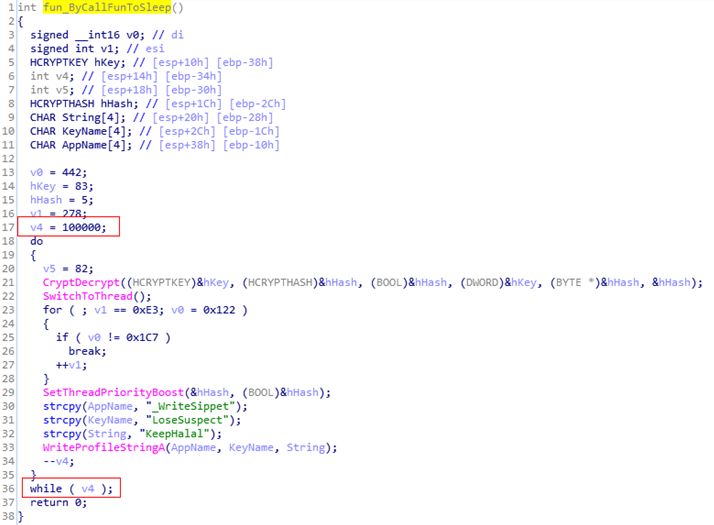 1 int fun_ByCallFunToSleep()
2 {
3 signed __int16 v0; // di
4 signed int v1; // esi
5 HCRYPTKEY hKey; // [esp+10h] [ebp-38h]
6 int v4; // [esp+14h] [ebp-34h]
7 int v5; // [esp+18h] [ebp-30h]
8 HCRYPTHASH hHash; // [esp+1Ch] [ebp-2Ch]
9 CHAR String[4]; // [esp+20h] [ebp-28h]
10 CHAR KeyName[4]; // [esp+2Ch] [ebp-1Ch]
11 CHAR AppName[4]; // [esp+38h] [ebp-10h]
12
13 v0 = 442;
14 hKey = 83;
15 hHash = 5;
16 v1 = 278;
17 v4 = 100000;
18 do
19 {
20 v5 = 82;
21 CryptDecrypt((HCRYPTKEY)&hKey, (HCRYPTHASH)&hHash, (BOOL)&hHash, (DWORD)&hKey, (BYTE *)&hHash, &hHash);
22 SwitchToThread();
23 for ( ; v1 == 0xE3; v0 = 0x122 )
24 {
25 if ( v0 != 0x1C7 )
26 break;
27 ++v1;
28 }
29 SetThreadPriorityBoost(&hHash, (BOOL)&hHash);
30 strcpy(AppName, "_WriteSippet");
31 strcpy(KeyName, "LoseSuspect");
32 strcpy(String, "KeepHalal");
33 WriteProfileStringA(AppName, KeyName, String);
34 --v4;
35 }
36 while ( v4 );
37 return 0;
38 }